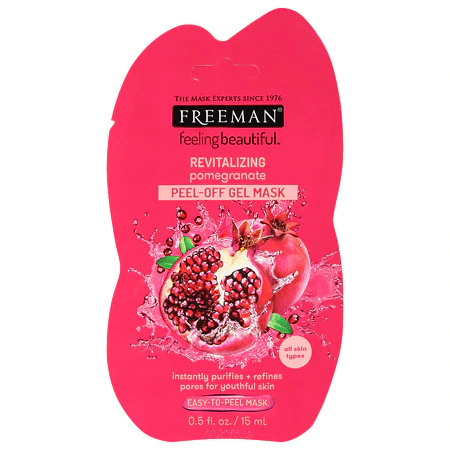 THE MASK EXPERTS SINCE 1976
FREEMAN®
feeling beautiful™
REVITALIZING
pomegranate
PEEL-OFF GEL MASK
all skin
types
instantly purifies + refines
pores for youthful skin
EASY-TO-PEEL MASK
0.5 fl. oz. / 15 mL